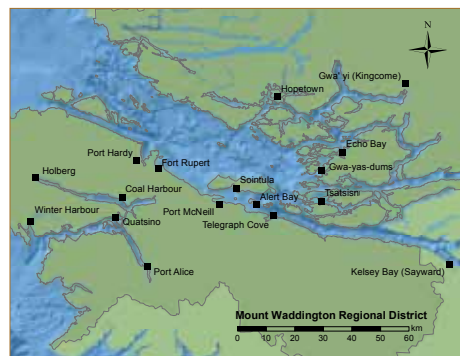 N
Gwa' yi (Kingcome)
Hopetown
Echo Bay
Port Hardy
Fort Rupert
Gwa-yas-dums
Holberg
Sointula
Coal Harbour
Alert Bay
Tsatsisn
Port McNeill
Winter Harbour
Quatsino
Telegraph Cove
Port Alice
Kelsey Bay (Sayward)
Mount Waddington Regional District
0 10 20 30 40 50 60
km